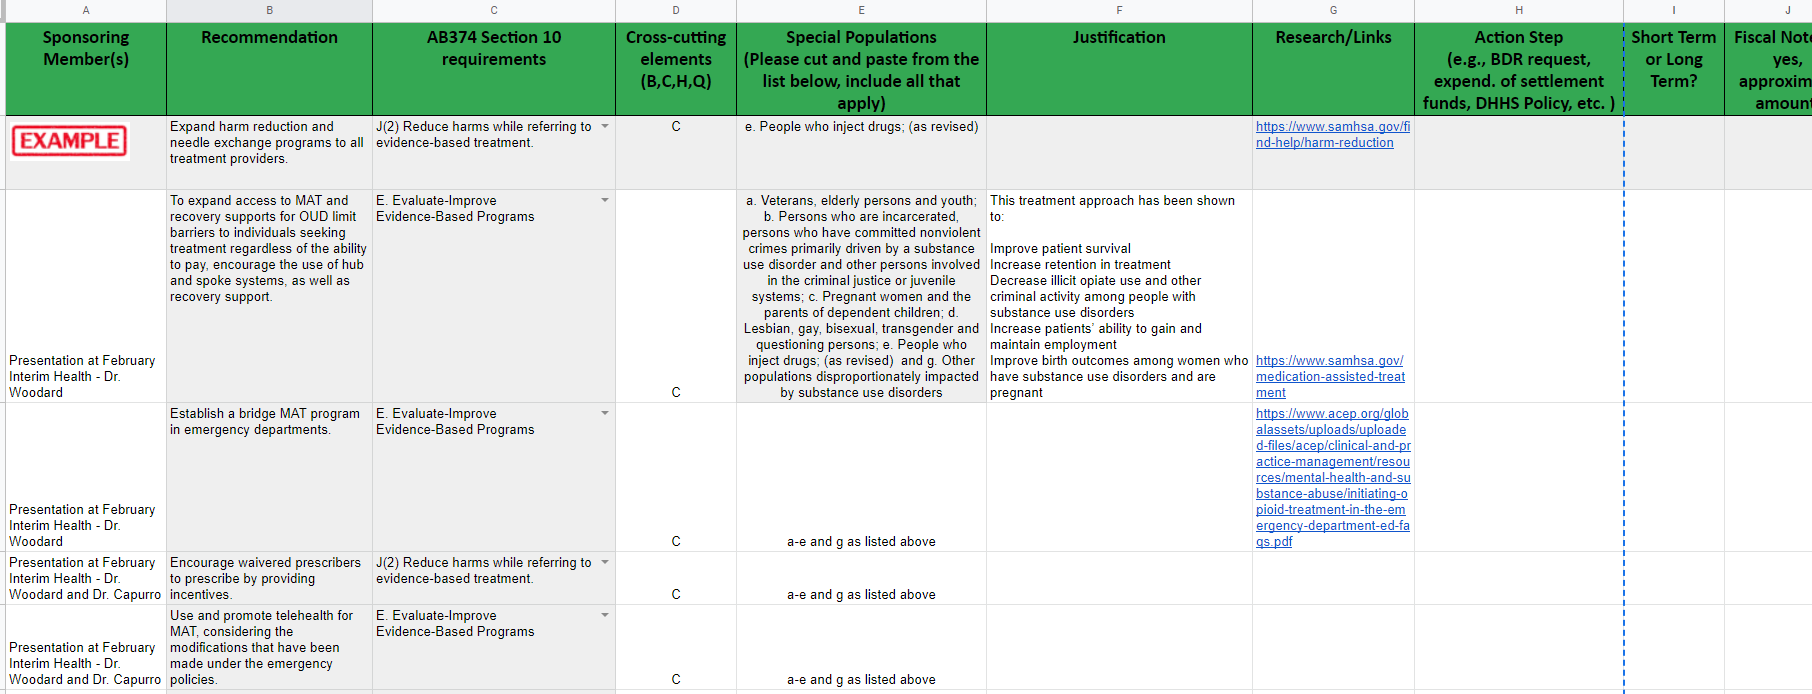 A B C D E F G H I J
Sponsoring
Member(s)
Recommendation
AB374 Section 10
requirements
Cross-cutting
elements
(B,C,H,Q)
Special Populations
(Please cut and paste from the
list below, include all that
apply)
Justification
Research/Links
Action Step
(e.g., BDR request,
expend. of settlement
funds, DHHS Policy, etc. )
Short Term
or Long
Term?
Fiscal Not
yes,
approxim
amoun
EXAMPLE
Expand harm reduction and
needle exchange programs to all
treatment providers.
J(2) Reduce harms while referring to
evidence-based treatment.
C
e. People who inject drugs; (as revised)
https://www.samhsa.gov/fi
nd-help/harm-reduction
Presentation at February
Interim Health - Dr.
Woodard
To expand access to MAT and
recovery supports for OUD limit
barriers to individuals seeking
treatment regardless of the ability
to pay, encourage the use of hub
and spoke systems, as well as
recovery support.
E. Evaluate-Improve
Evidence-Based Programs
C
a. Veterans, elderly persons and youth;
b. Persons who are incarcerated,
persons who have committed nonviolent
crimes primarily driven by a substance
use disorder and other persons involved
in the criminal justice or juvenile
systems; c. Pregnant women and the
parents of dependent children; d.
Lesbian, gay, bisexual, transgender and
questioning persons; e. People who
inject drugs; (as revised) and g. Other
populations disproportionately impacted
by substance use disorders
This treatment approach has been shown
to:
Improve patient survival
Increase retention in treatment
Decrease illicit opiate use and other
criminal activity among people with
substance use disorders
Increase patients' ability to gain and
maintain employment
Improve birth outcomes among women who
have substance use disorders and are
pregnant
https://www.samhsa.gov/
medication-assisted-treat
ment
Presentation at February
Interim Health - Dr.
Woodard
Establish a bridge MAT program
in emergency departments.
E. Evaluate-Improve
Evidence-Based Programs
C
a-e and g as listed above
https://www.acep.org/glob
alassets/uploads/uploade
d-files/acep/clinical-and-pr
actice-management/resou
rces/mental-health-and-su
bstance-abuse/initiating-o
pioid-treatment-in-the-em
ergency-department-ed-fa
qs.pdf
Presentation at February
Interim Health - Dr.
Woodard and Dr. Capurro
Encourage waivered prescribers
to prescribe by providing
incentives.
J(2) Reduce harms while referring to
evidence-based treatment.
C
a-e and g as listed above
Presentation at February
Interim Health - Dr.
Woodard and Dr. Capurro
Use and promote telehealth for
MAT, considering the
modifications that have been
made under the emergency
policies.
E. Evaluate-Improve
Evidence-Based Programs
C
a-e and g as listed above